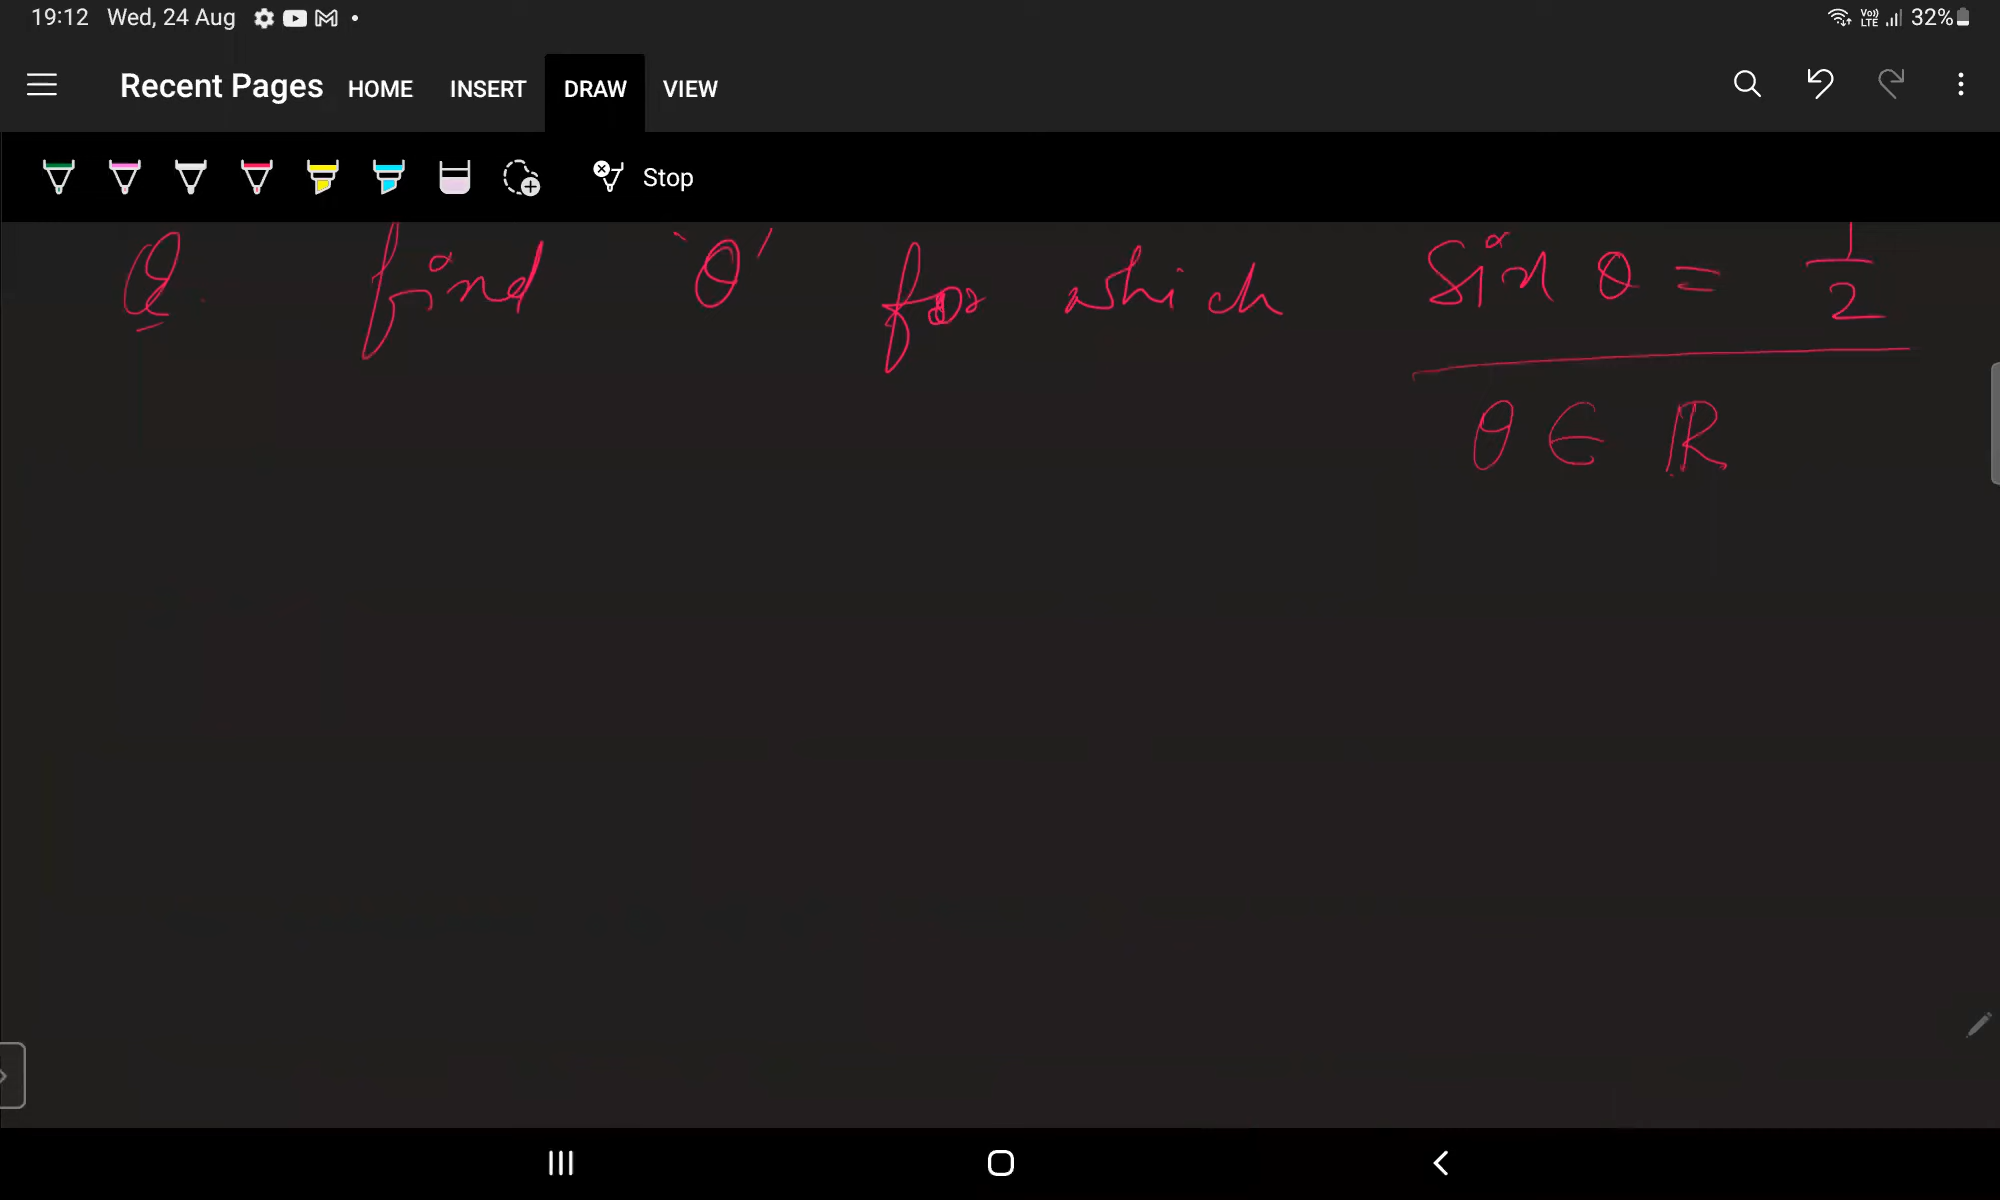 19:12 Wed, 24 Aug 32%
Recent Pages HOME INSERT DRAW VIEW
Stop
Q. find 'θ' for which sin θ = 1/2
θ ∈ R